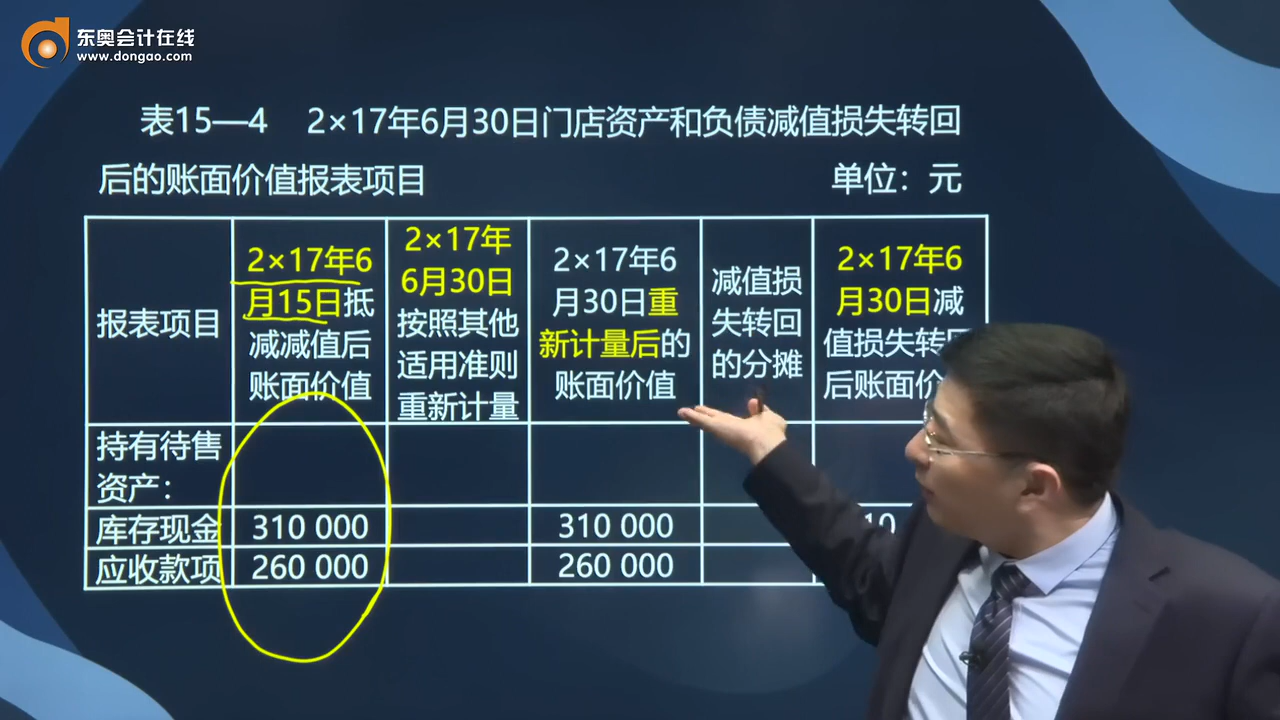 东奥会计在线
www.dongao.com
表15—4 2×17年6月30日门店资产和负债减值损失转回
后的账面价值报表项目 单位：元
报表项目
2×17年6
月15日抵
减减值后
账面价值
2×17年
6月30日
按照其他
适用准则
重新计量
2×17年6
月30日重
新计量后的
账面价值
减值损
失转回
的分摊
2×17年6
月30日减
值损失转
后账面价
持有待售
资产：
库存现金 310 000 310 000
应收款项 260 000 260 000